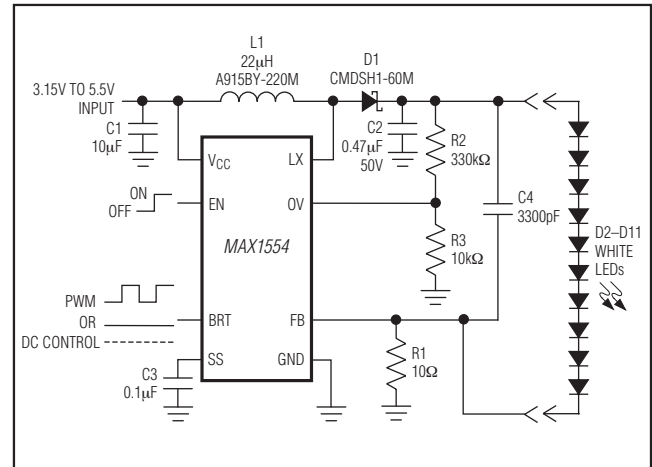 L1
22μH
A915BY-220M
D1
CMDSH1-60M
3.15V TO 5.5V
INPUT
C1
10μF
C2
0.47μF
50V
R2
330kΩ
VCC
LX
ON
OFF
EN
OV
C4
3300pF
MAX1554
R3
10kΩ
D2–D11
WHITE
LEDs
PWM
OR
DC CONTROL
BRT
FB
SS
GND
C3
0.1μF
R1
10Ω